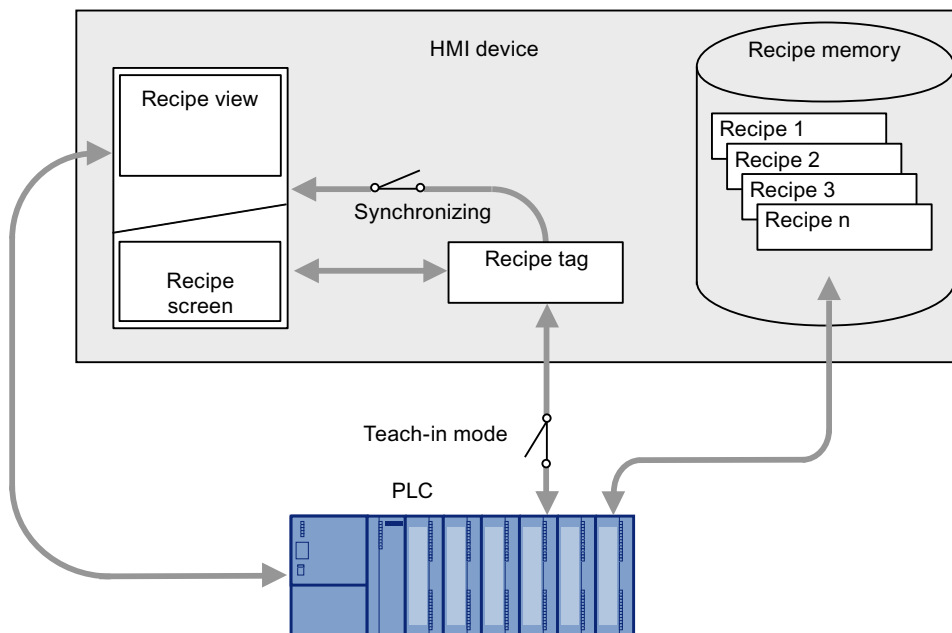 HMI device
Recipe memory
Recipe view
Recipe 1
Recipe 2
Recipe 3
Recipe n
Synchronizing
Recipe tag
Recipe
screen
Teach-in mode
PLC